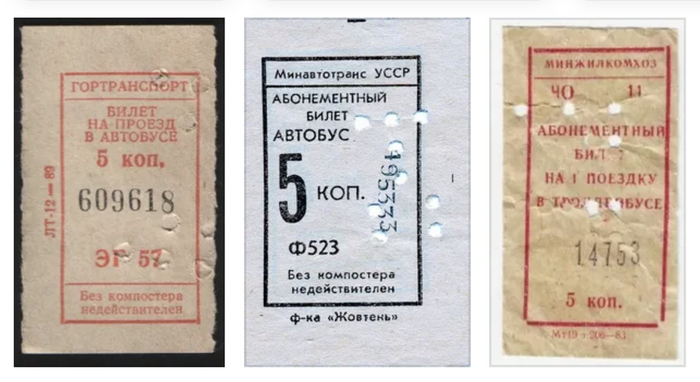 ГОРТРАНСПОРТ
БИЛЕТ
НА ПРОЕЗД
В АВТОБУСЕ
5 коп.
609618
ЭГ 57
Без компостера
недействителен
ЛТ-12—89
Минавтотранс УССР
АБОНЕМЕНТНЫЙ
БИЛЕТ
АВТОБУС
5 КОП.
495333
Ф523
Без компостера
недействителен
ф-ка «Жовтень»
МИНЖИЛКОМХОЗ
ЧО 11
АБОНЕМЕНТНЫЙ
НА 1 ПОЕЗДКУ
В ТРОЛЛЕЙБУСЕ
14753
5 коп.